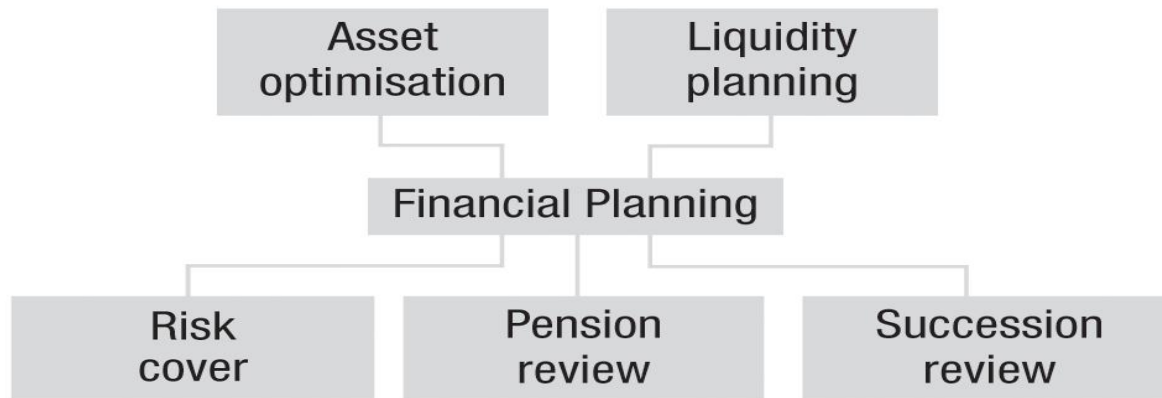 Asset
optimisation
Liquidity
planning
Financial Planning
Risk
cover
Pension
review
Succession
review